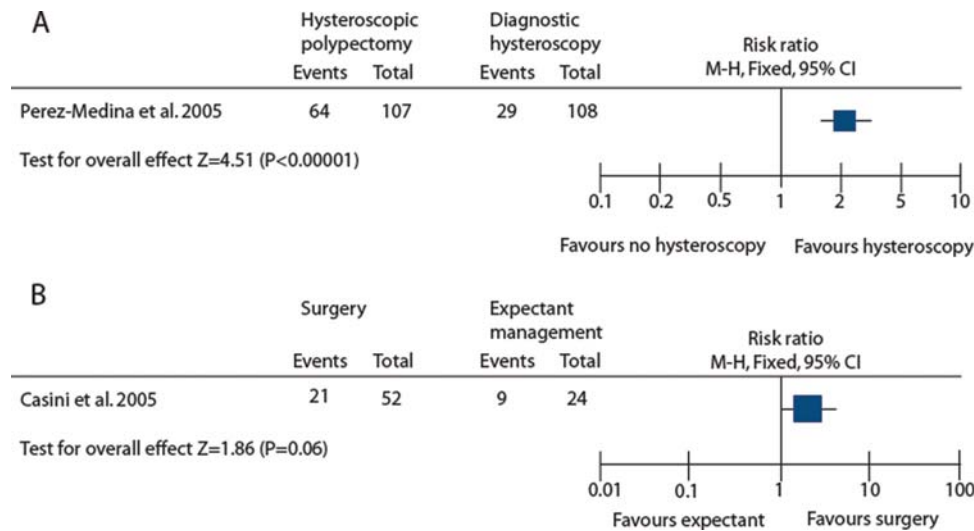 A
Hysteroscopic polypectomy
Diagnostic hysteroscopy
Risk ratio
M-H, Fixed, 95% CI
Events Total Events Total
Perez-Medina et al. 2005 64 107 29 108
Test for overall effect Z=4.51 (P<0.00001)
0.1 0.2 0.5 1 2 5 10
Favours no hysteroscopy Favours hysteroscopy
B
Surgery
Expectant management
Risk ratio
M-H, Fixed, 95% CI
Events Total Events Total
Casini et al. 2005 21 52 9 24
Test for overall effect Z=1.86 (P=0.06)
0.01 0.1 1 10 100
Favours expectant Favours surgery